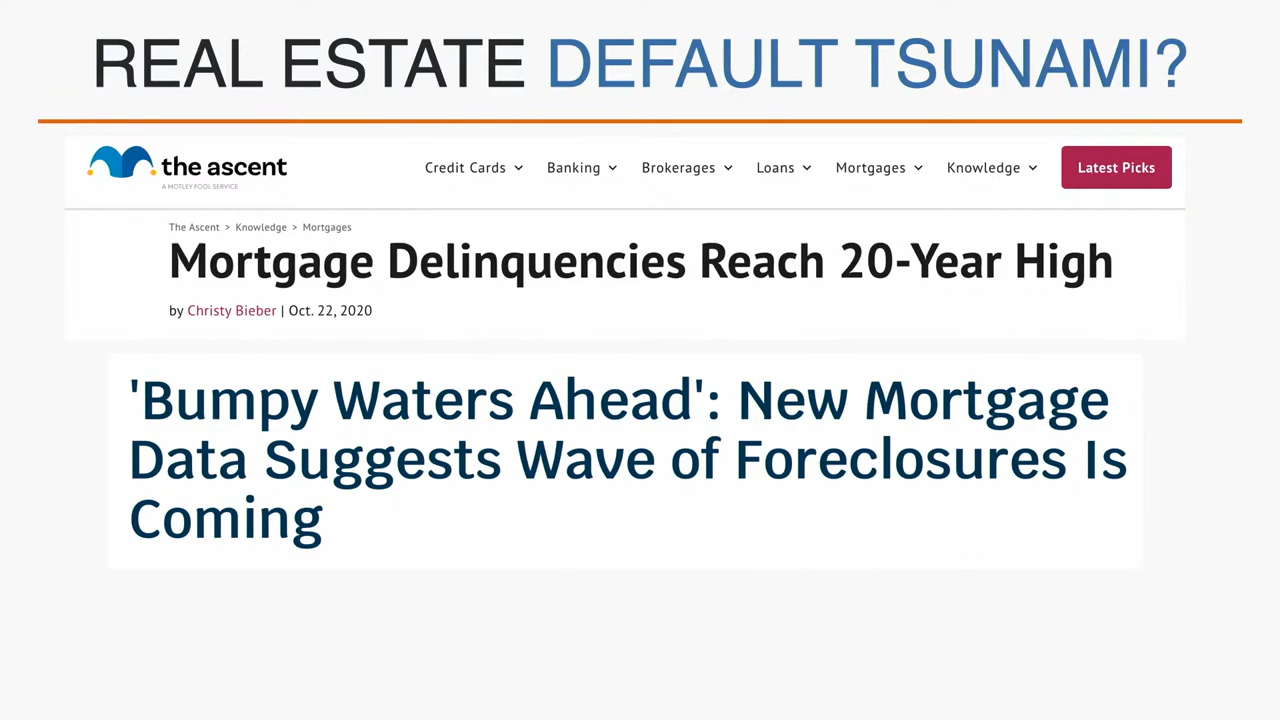 REAL ESTATE DEFAULT TSUNAMI?
the ascent
A MOTLEY FOOL SERVICE
Credit Cards Banking Brokerages Loans Mortgages Knowledge Latest Picks
The Ascent > Knowledge > Mortgages
Mortgage Delinquencies Reach 20-Year High
by Christy Bieber | Oct. 22, 2020
'Bumpy Waters Ahead': New Mortgage
Data Suggests Wave of Foreclosures Is
Coming